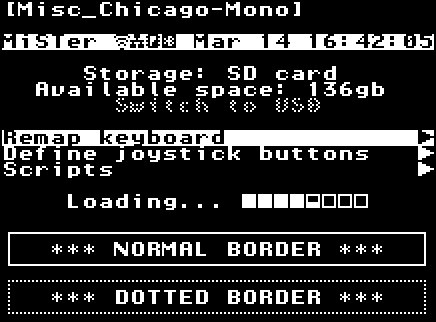 [Misc_Chicago-Mono]
MiSTer Mar 14 16:42:05
Storage: SD card
Available space: 136gb
Switch to USB
Remap keyboard
Define joystick buttons
Scripts
Loading...
*** NORMAL BORDER ***
*** DOTTED BORDER ***